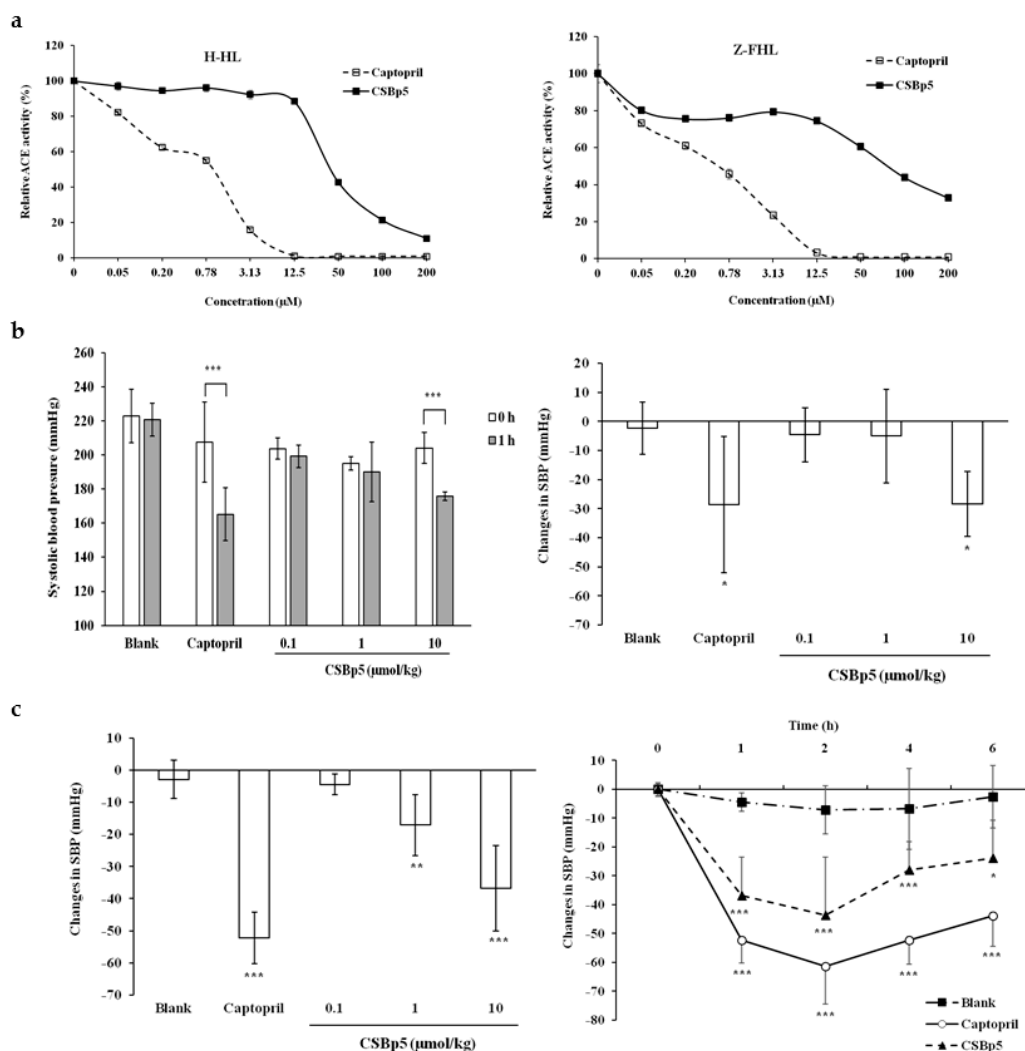 a
H-HL
Captopril
CSBp5
Relative ACE activity (%)
120
100
80
60
40
20
0
0 0.05 0.20 0.78 3.13 12.5 50 100 200
Concetration (µM)
Z-FHL
Captopril
CSBp5
Relative ACE activity (%)
120
100
80
60
40
20
0
0 0.05 0.20 0.78 3.13 12.5 50 100 200
Concentration (µM)
b
Systolic blood presure (mmHg)
260
240
220
200
180
160
140
120
100
***
***
0 h
1 h
Blank Captopril 0.1 1 10
CSBp5 (µmol/kg)
Changes in SBP (mmHg)
20
10
0
-10
-20
-30
-40
-50
-60
-70
*
*
Blank Captopril 0.1 1 10
CSBp5 (µmol/kg)
c
Changes in SBP (mmHg)
10
0
-10
-20
-30
-40
-50
-60
-70
***
**
***
Blank Captopril 0.1 1 10
CSBp5 (µmol/kg)
Time (h)
0 1 2 4 6
Changes in SBP (mmHg)
10
0
-10
-20
-30
-40
-50
-60
-70
-80
*** *** *** *
*** *** *** ***
Blank
Captopril
CSBp5